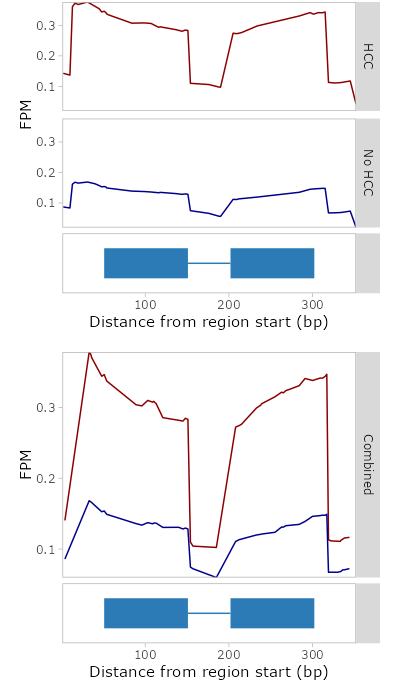 0.3
0.2
0.1
HCC
FPM
0.3
0.2
0.1
No HCC
100
200
300
Distance from region start (bp)
0.3
0.2
0.1
FPM
Combined
100
200
300
Distance from region start (bp)